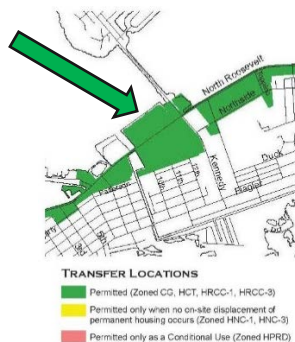 North Roosevelt
Northside
Kennedy
Duck
Flagler
11th
12th
TRANSFER LOCATIONS
Permitted (Zoned CG, HCT, HRCC-1, HRCC-3)
Permitted only when no on-site displacement of
permanent housing occurs (Zoned HNC-1, HNC-3)
Permitted only as a Conditional Use (Zoned HPRD)